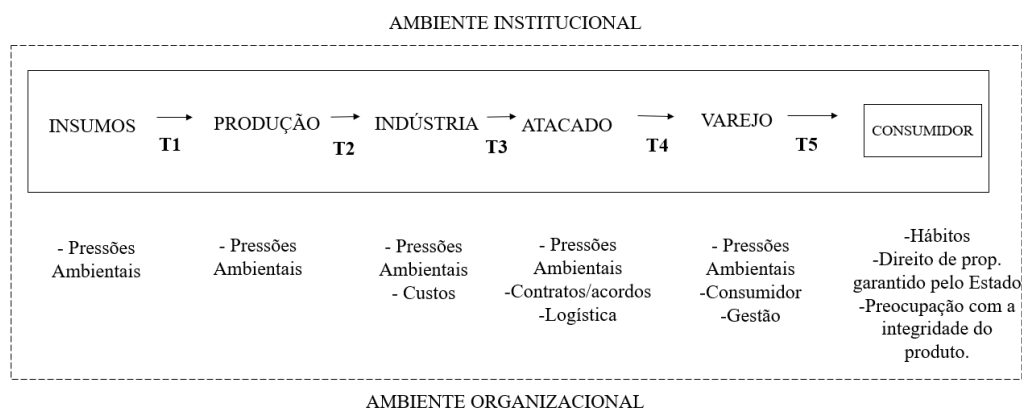 AMBIENTE INSTITUCIONAL
INSUMOS
T1
PRODUÇÃO
T2
INDÚSTRIA
T3
ATACADO
T4
VAREJO
T5
CONSUMIDOR
- Pressões
Ambientais
- Pressões
Ambientais
- Pressões
Ambientais
- Custos
- Pressões
Ambientais
-Contratos/acordos
-Logística
- Pressões
Ambientais
-Consumidor
-Gestão
-Hábitos
-Direito de prop.
garantido pelo Estado
-Preocupação com a
integridade do
produto.
AMBIENTE ORGANIZACIONAL